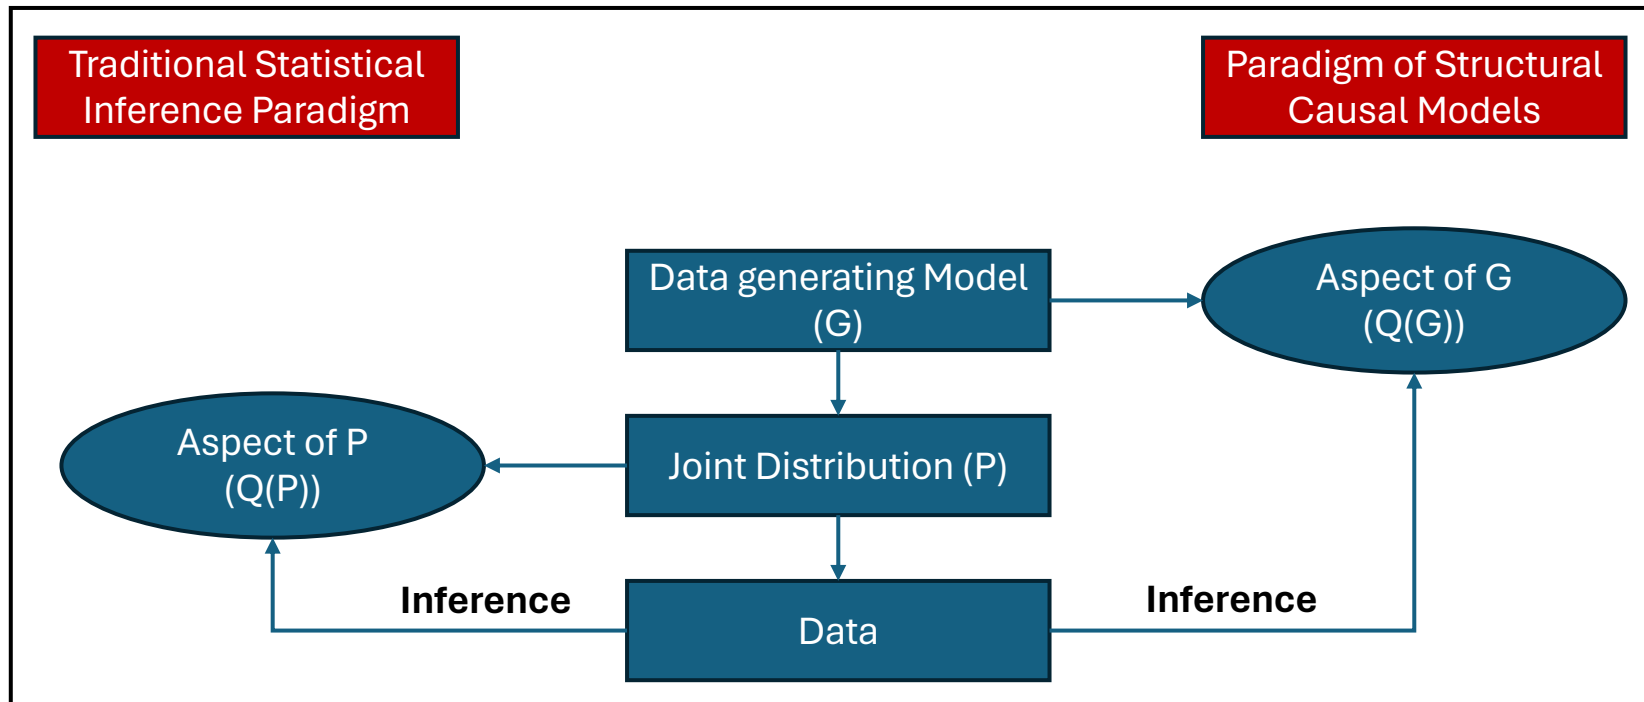 Traditional Statistical
Inference Paradigm
Paradigm of Structural
Causal Models
Data generating Model
(G)
Aspect of G
(Q(G))
Aspect of P
(Q(P))
Joint Distribution (P)
Inference
Data
Inference